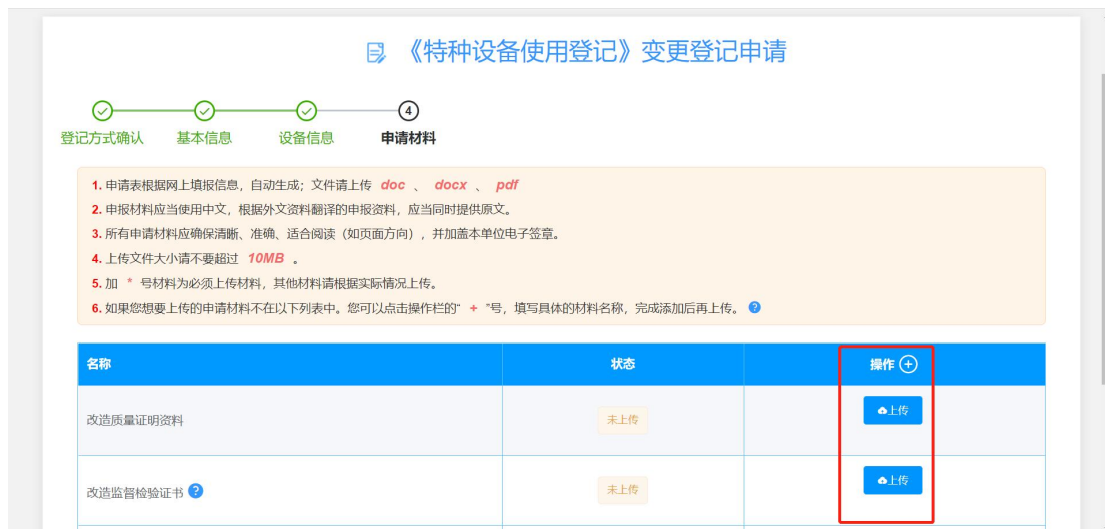 《特种设备使用登记》变更登记申请
4
登记方式确认 基本信息 设备信息 申请材料
1. 申请表根据网上填报信息，自动生成；文件请上传 doc 、 docx 、 pdf
2. 申报材料应当使用中文，根据外文资料翻译的申报资料，应当同时提供原文。
3. 所有申请材料应确保清晰、准确、适合阅读（如页面方向），并加盖本单位电子签章。
4. 上传文件大小请不要超过 10MB 。
5. 加 * 号材料为必须上传材料，其他材料请根据实际情况上传。
6. 如果您想要上传的申请材料不在以下列表中。您可以点击操作栏的“ + ”号，填写具体的材料名称，完成添加后再上传。 ?
名称 状态 操作 +
改造质量证明资料 未上传 上传
改造监督检验证书 ? 未上传 上传